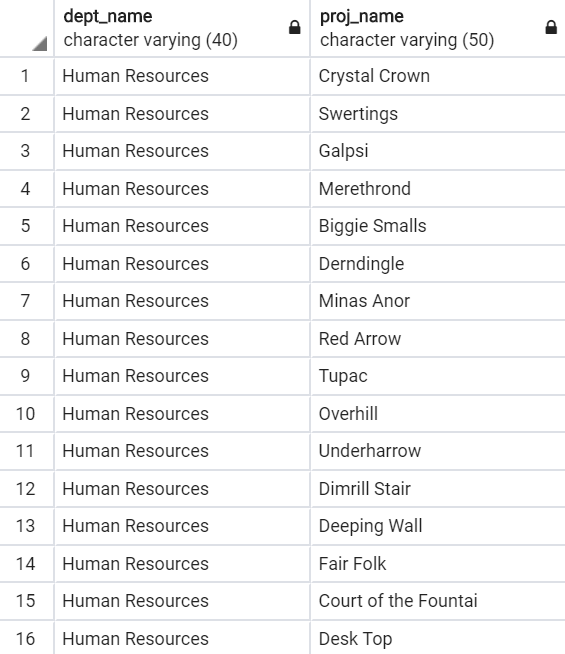 dept_name proj_name
character varying (40) character varying (50)
1 Human Resources Crystal Crown
2 Human Resources Swertings
3 Human Resources Galpsi
4 Human Resources Merethrond
5 Human Resources Biggie Smalls
6 Human Resources Derndingle
7 Human Resources Minas Anor
8 Human Resources Red Arrow
9 Human Resources Tupac
10 Human Resources Overhill
11 Human Resources Underharrow
12 Human Resources Dimrill Stair
13 Human Resources Deeping Wall
14 Human Resources Fair Folk
15 Human Resources Court of the Fountai
16 Human Resources Desk Top